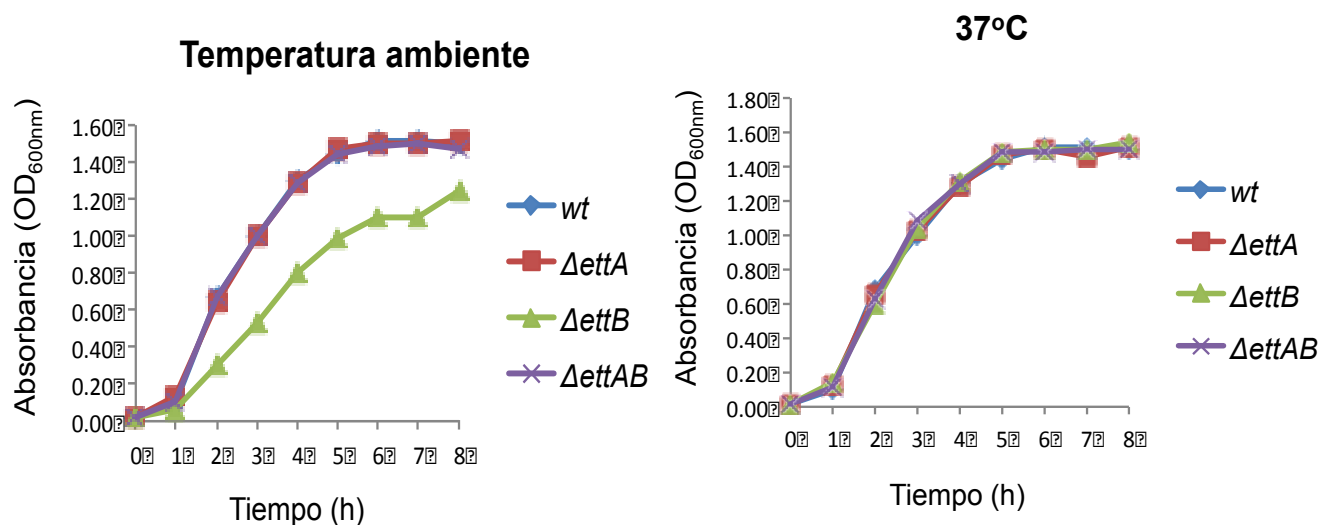 Temperatura ambiente
Absorbancia (OD600nm)
1.60
1.40
1.20
1.00
0.80
0.60
0.40
0.20
0.00
0 1 2 3 4 5 6 7 8
Tiempo (h)
wt
ΔettA
ΔettB
ΔettAB
37ºC
Absorbancia (OD600nm)
1.80
1.60
1.40
1.20
1.00
0.80
0.60
0.40
0.20
0.00
0 1 2 3 4 5 6 7 8
Tiempo (h)
wt
ΔettA
ΔettB
ΔettAB